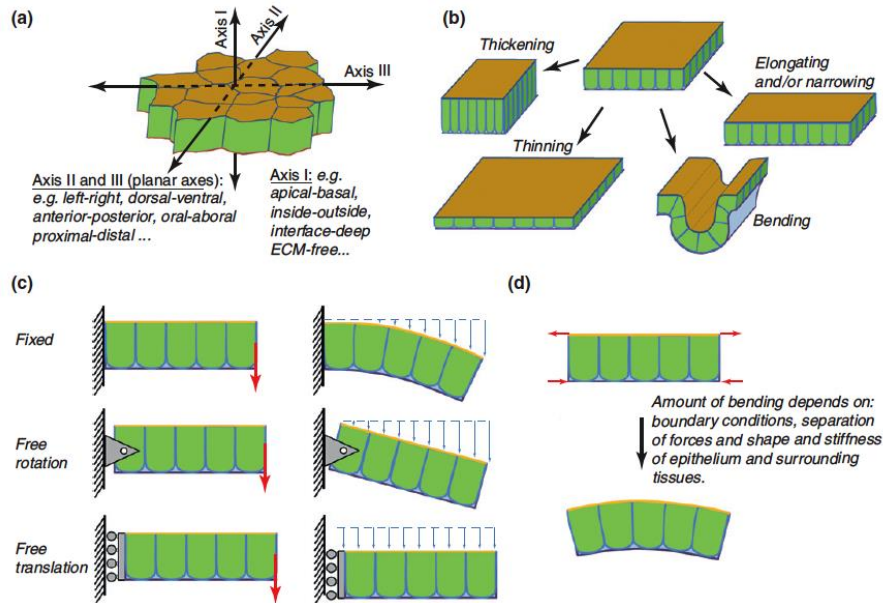 (a)
Axis I
Axis II
Axis III
Axis II and III (planar axes):
e.g. left-right, dorsal-ventral,
anterior-posterior, oral-aboral
proximal-distal ...
Axis I: e.g.
apical-basal,
inside-outside,
interface-deep
ECM-free...
(b)
Thickening
Elongating
and/or narrowing
Thinning
Bending
(c)
Fixed
Free
rotation
Free
translation
(d)
Amount of bending depends on:
boundary conditions, separation
of forces and shape and stiffness
of epithelium and surrounding
tissues.